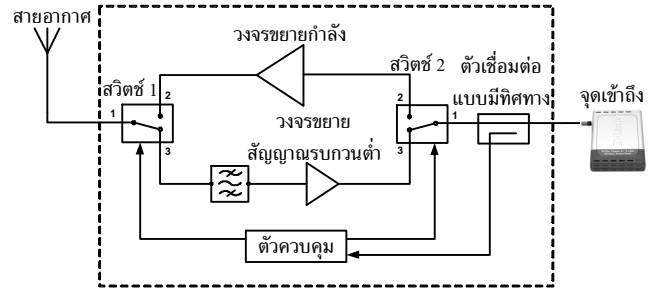 สายอากาศ
วงจรขยายกำลัง
สวิตช์ 1
สวิตช์ 2
ตัวเชื่อมต่อ
แบบมีทิศทาง
จุดเข้าถึง
2
1
3
2
1
3
วงจรขยาย
สัญญาณรบกวนต่ำ
ตัวควบคุม